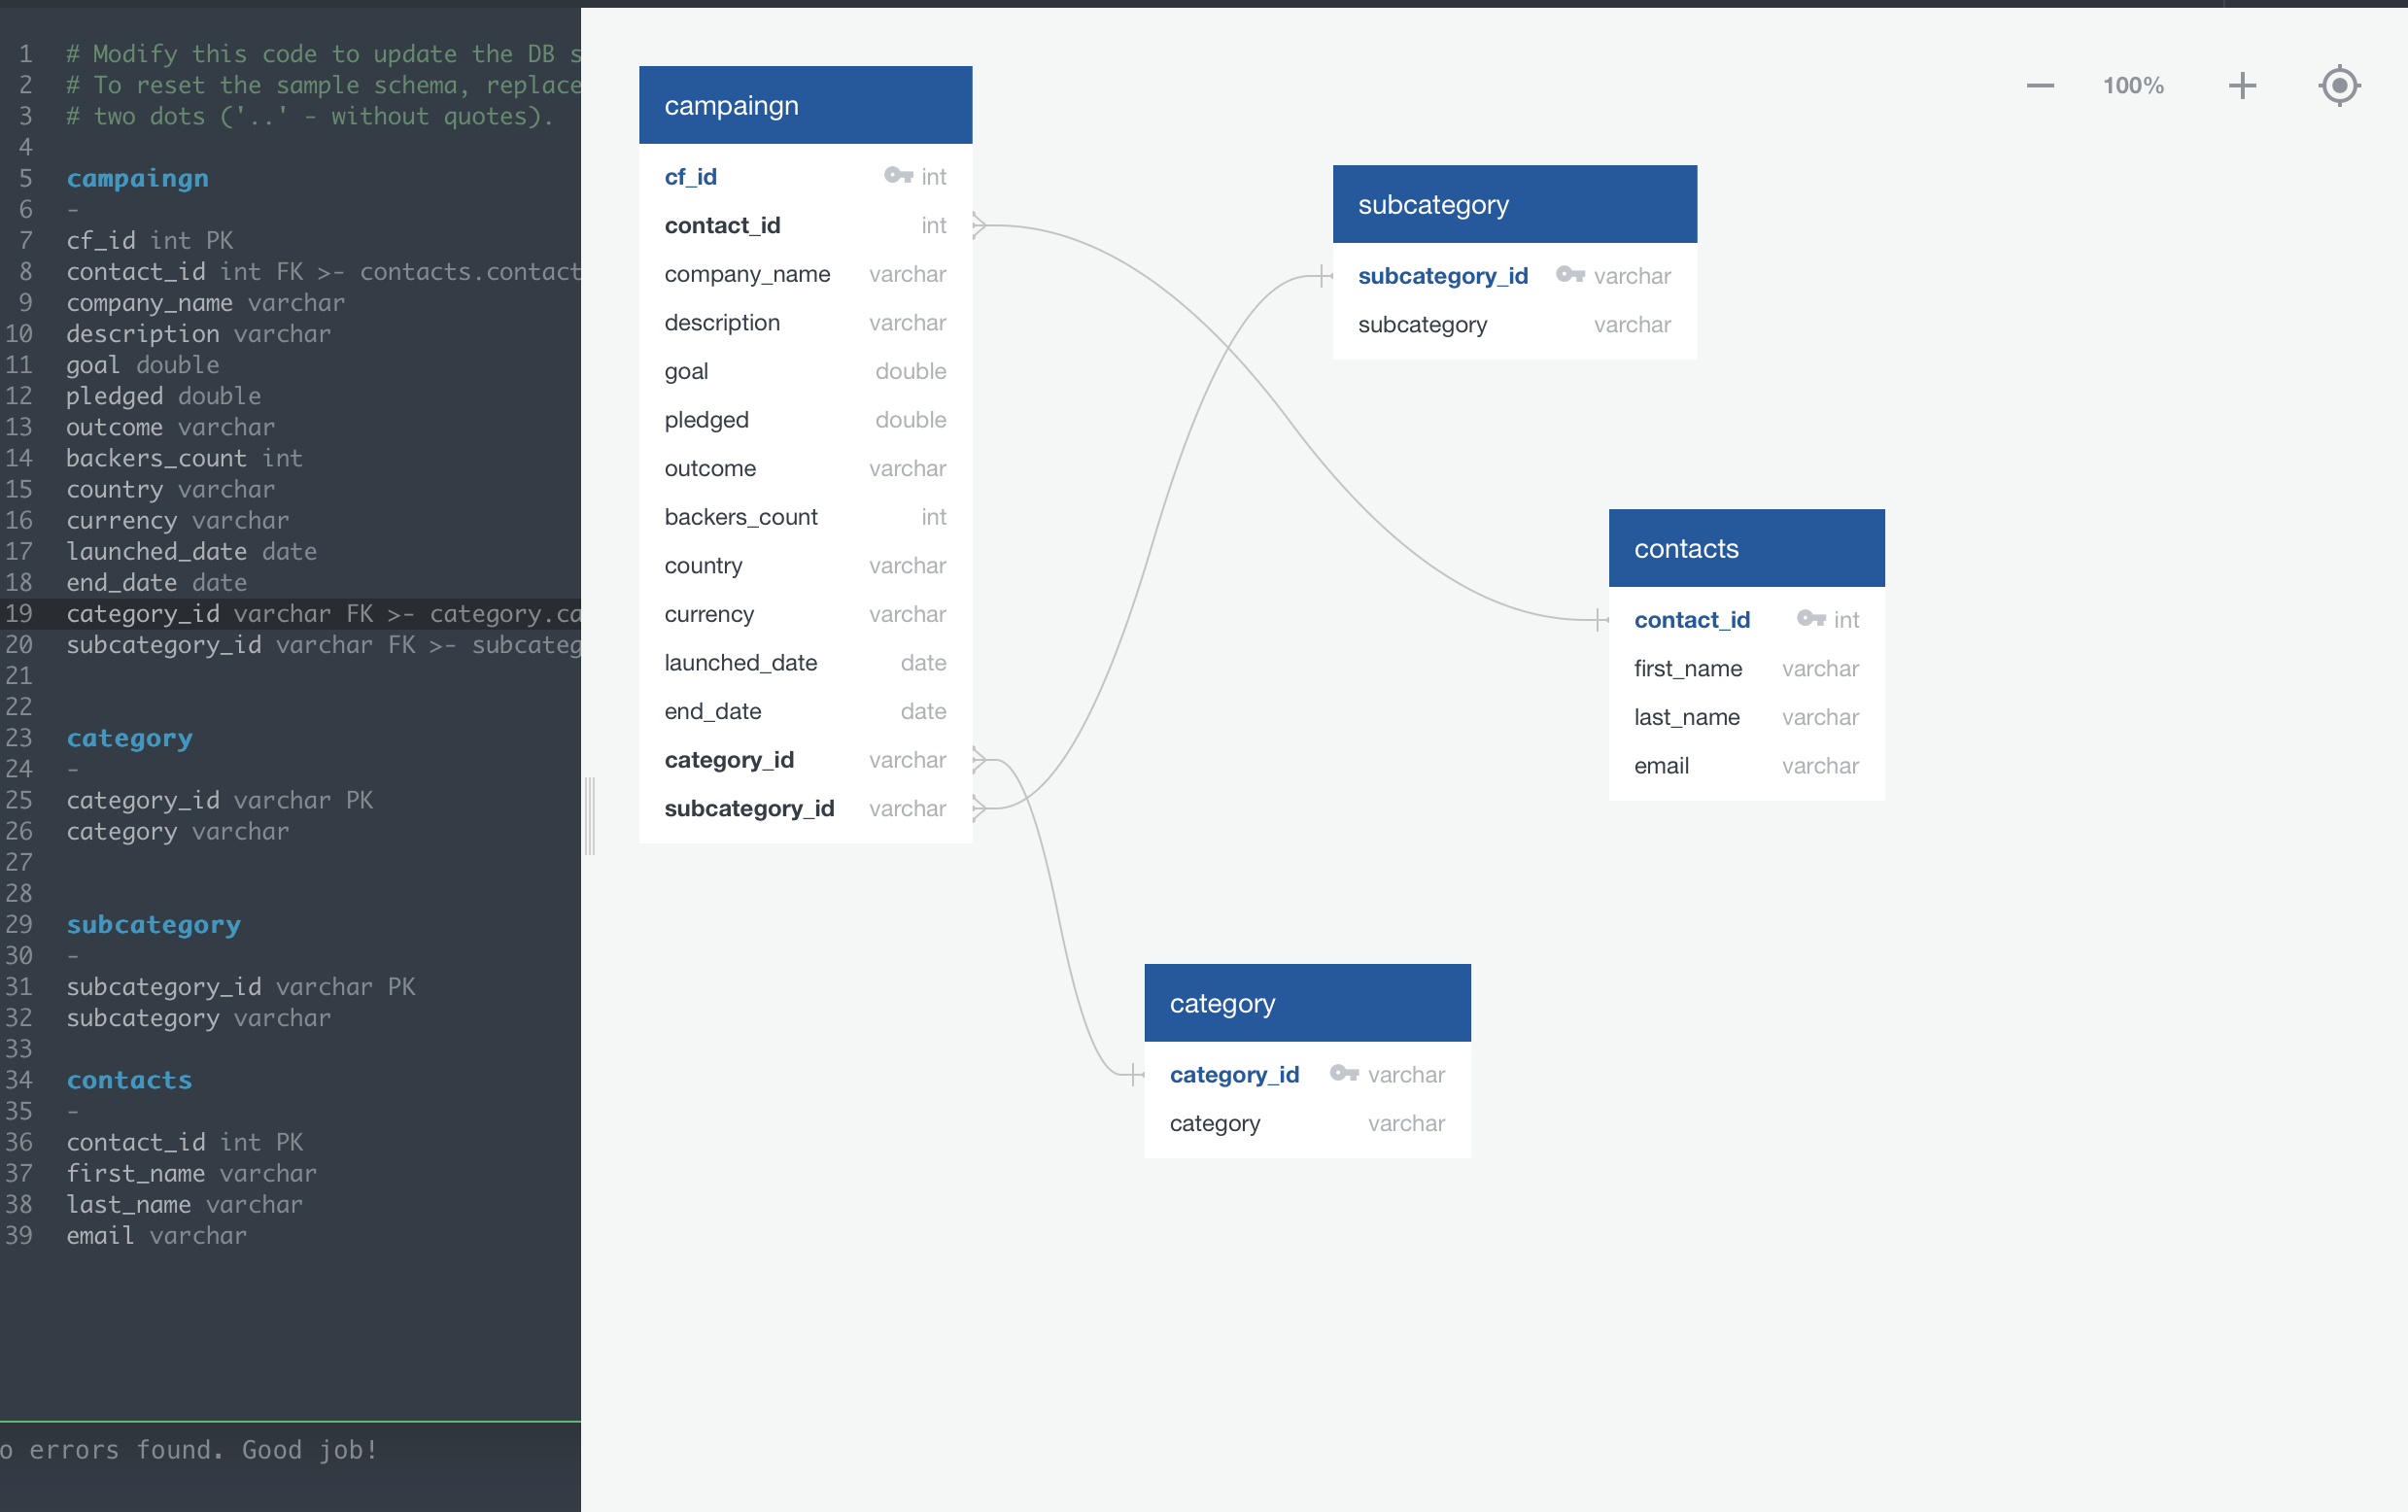 1 # Modify this code to update the DB s
2 # To reset the sample schema, replace
3 # two dots ('..' - without quotes).
4
5 campaingn
6 -
7 cf_id int PK
8 contact_id int FK >- contacts.contact
9 company_name varchar
10 description varchar
11 goal double
12 pledged double
13 outcome varchar
14 backers_count int
15 country varchar
16 currency varchar
17 launched_date date
18 end_date date
19 category_id varchar FK >- category.ca
20 subcategory_id varchar FK >- subcateg
21
22
23 category
24 -
25 category_id varchar PK
26 category varchar
27
28
29 subcategory
30 -
31 subcategory_id varchar PK
32 subcategory varchar
33
34 contacts
35 -
36 contact_id int PK
37 first_name varchar
38 last_name varchar
39 email varchar
o errors found. Good job!
campaingn
cf_id int
contact_id int
company_name varchar
description varchar
goal double
pledged double
outcome varchar
backers_count int
country varchar
currency varchar
launched_date date
end_date date
category_id varchar
subcategory_id varchar
subcategory
subcategory_id varchar
subcategory varchar
contacts
contact_id int
first_name varchar
last_name varchar
email varchar
category
category_id varchar
category varchar
100%